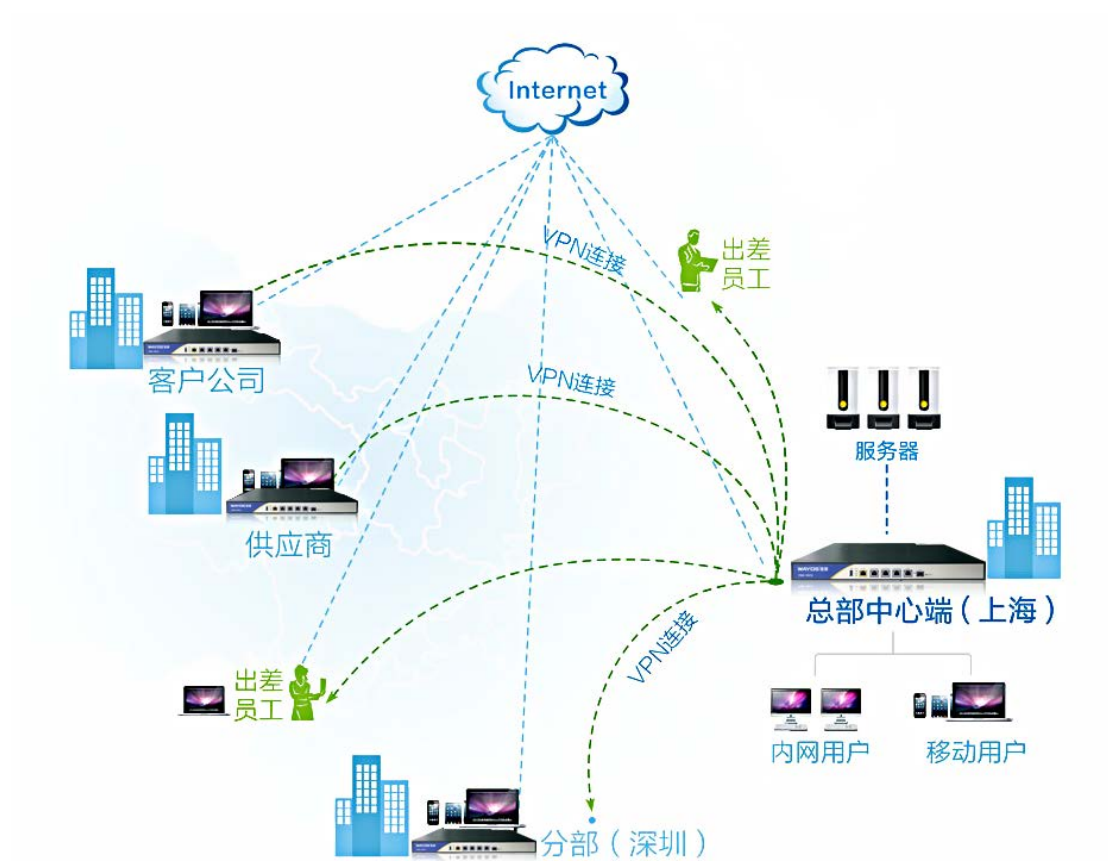 Internet
VPN连接
出差
员工
客户公司
VPN连接
服务器
供应商
WAYOS
总部中心端（上海）
VPN连接
出差
员工
内网用户
移动用户
分部（深圳）